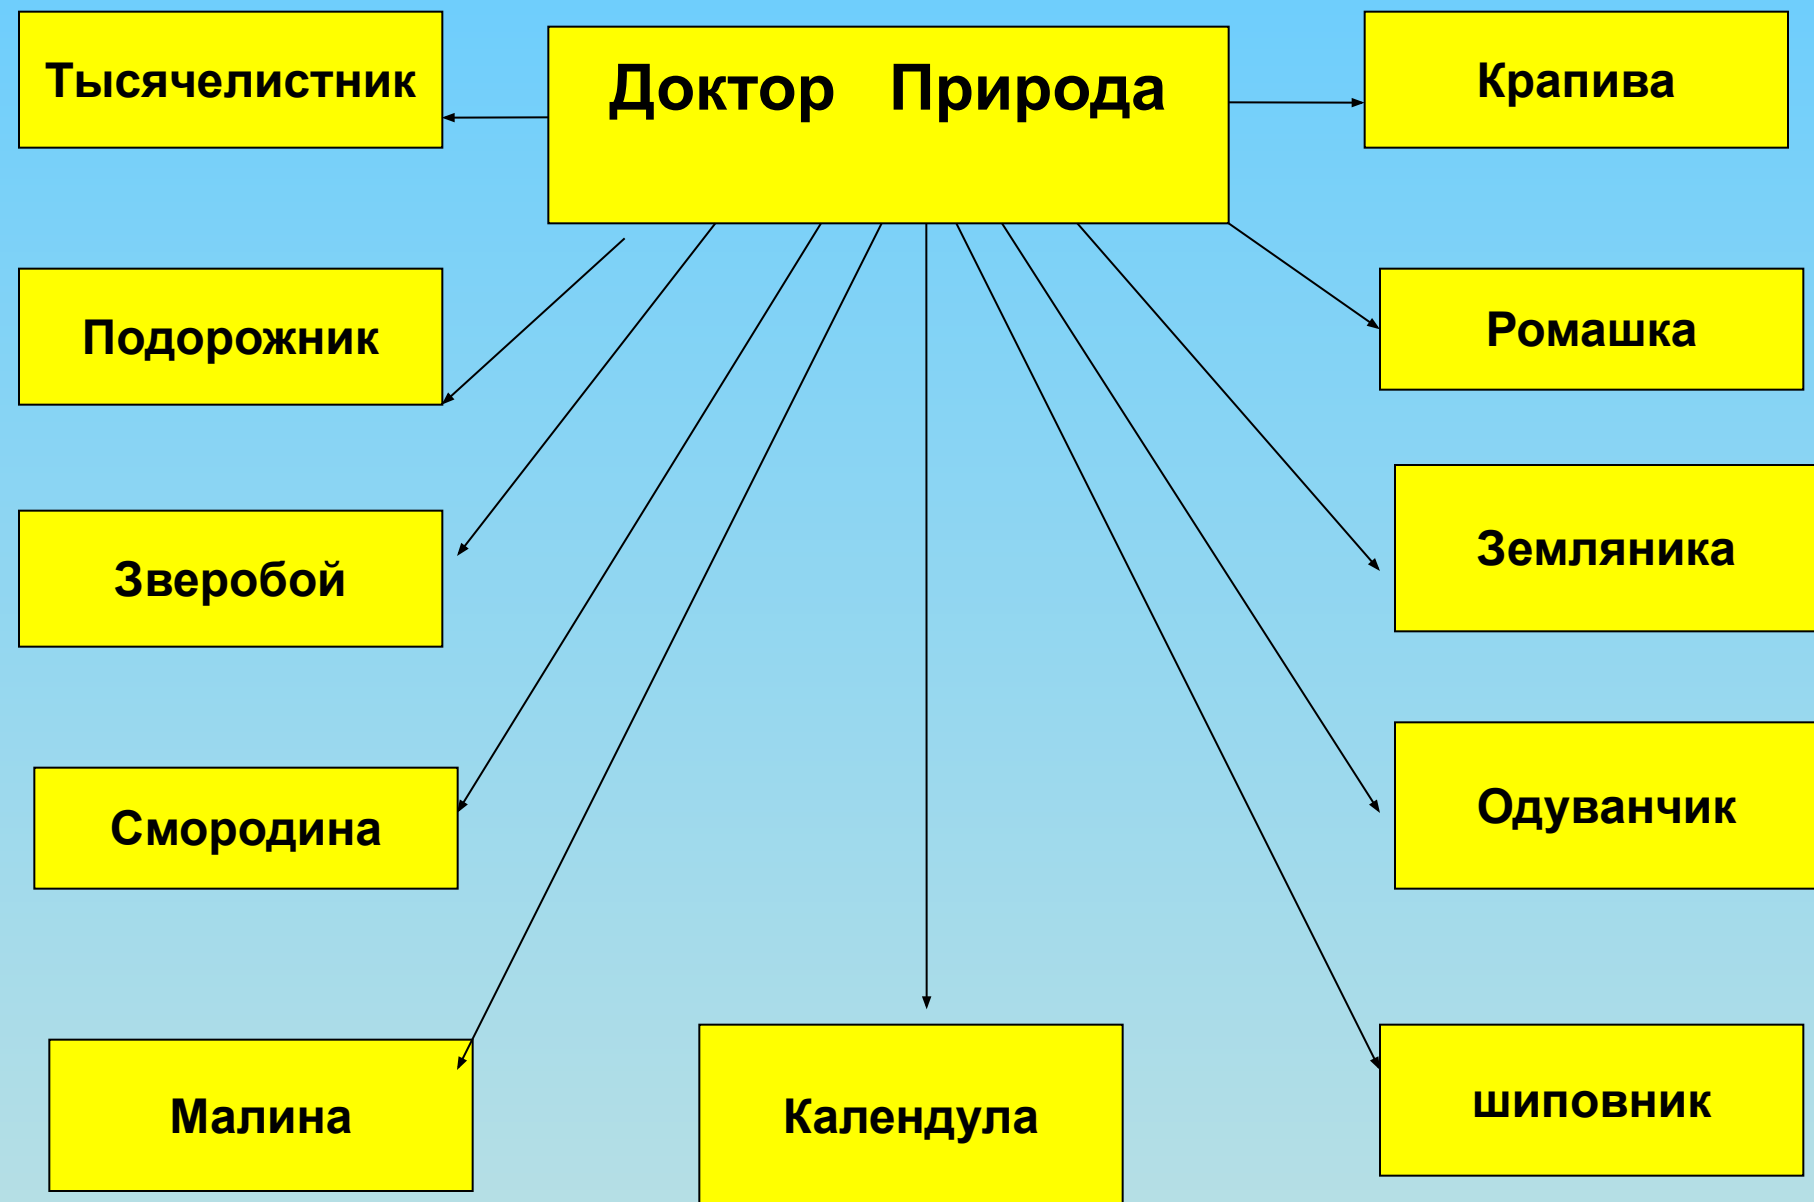 Доктор Природа
Тысячелистник
Крапива
Подорожник
Ромашка
Зверобой
Земляника
Смородина
Одуванчик
Малина
Календула
шиповник